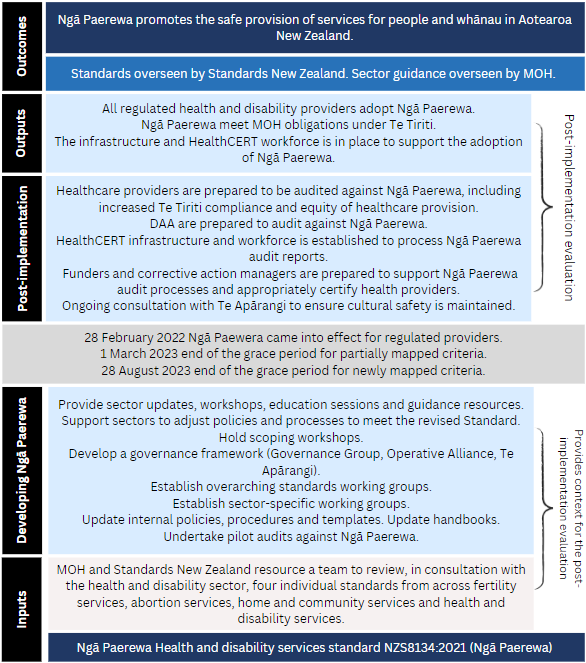 Outcomes
Ngā Paerewa promotes the safe provision of services for people and whānau in Aotearoa
New Zealand.
Standards overseen by Standards New Zealand. Sector guidance overseen by MOH.
Outputs
All regulated health and disability providers adopt Ngā Paerewa.
Ngā Paerewa meet MOH obligations under Te Tiriti.
The infrastructure and HealthCERT workforce is in place to support the adoption
of Ngā Paerewa.
Post-implementation
Healthcare providers are prepared to be audited against Ngā Paerewa, including
increased Te Tiriti compliance and equity of healthcare provision.
DAA are prepared to audit against Ngā Paerewa.
HealthCERT infrastructure and workforce is established to process Ngā Paerewa
audit reports.
Funders and corrective action managers are prepared to support Ngā Paerewa
audit processes and appropriately certify health providers.
Ongoing consultation with Te Apārangi to ensure cultural safety is maintained.
Post-implementation evaluation
28 February 2022 Ngā Paewera came into effect for regulated providers.
1 March 2023 end of the grace period for partially mapped criteria.
28 August 2023 end of the grace period for newly mapped criteria.
Developing Ngā Paerewa
Provide sector updates, workshops, education sessions and guidance resources.
Support sectors to adjust policies and processes to meet the revised Standard.
Hold scoping workshops.
Develop a governance framework (Governance Group, Operative Alliance, Te
Apārangi).
Establish overarching standards working groups.
Establish sector-specific working groups.
Update internal policies, procedures and templates. Update handbooks.
Undertake pilot audits against Ngā Paerewa.
Provides context for the post-
implementation evaluation
Inputs
MOH and Standards New Zealand resource a team to review, in consultation with
the health and disability sector, four individual standards from across fertility
services, abortion services, home and community services and health and
disability services.
Ngā Paerewa Health and disability services standard NZS8134:2021 (Ngā Paerewa)